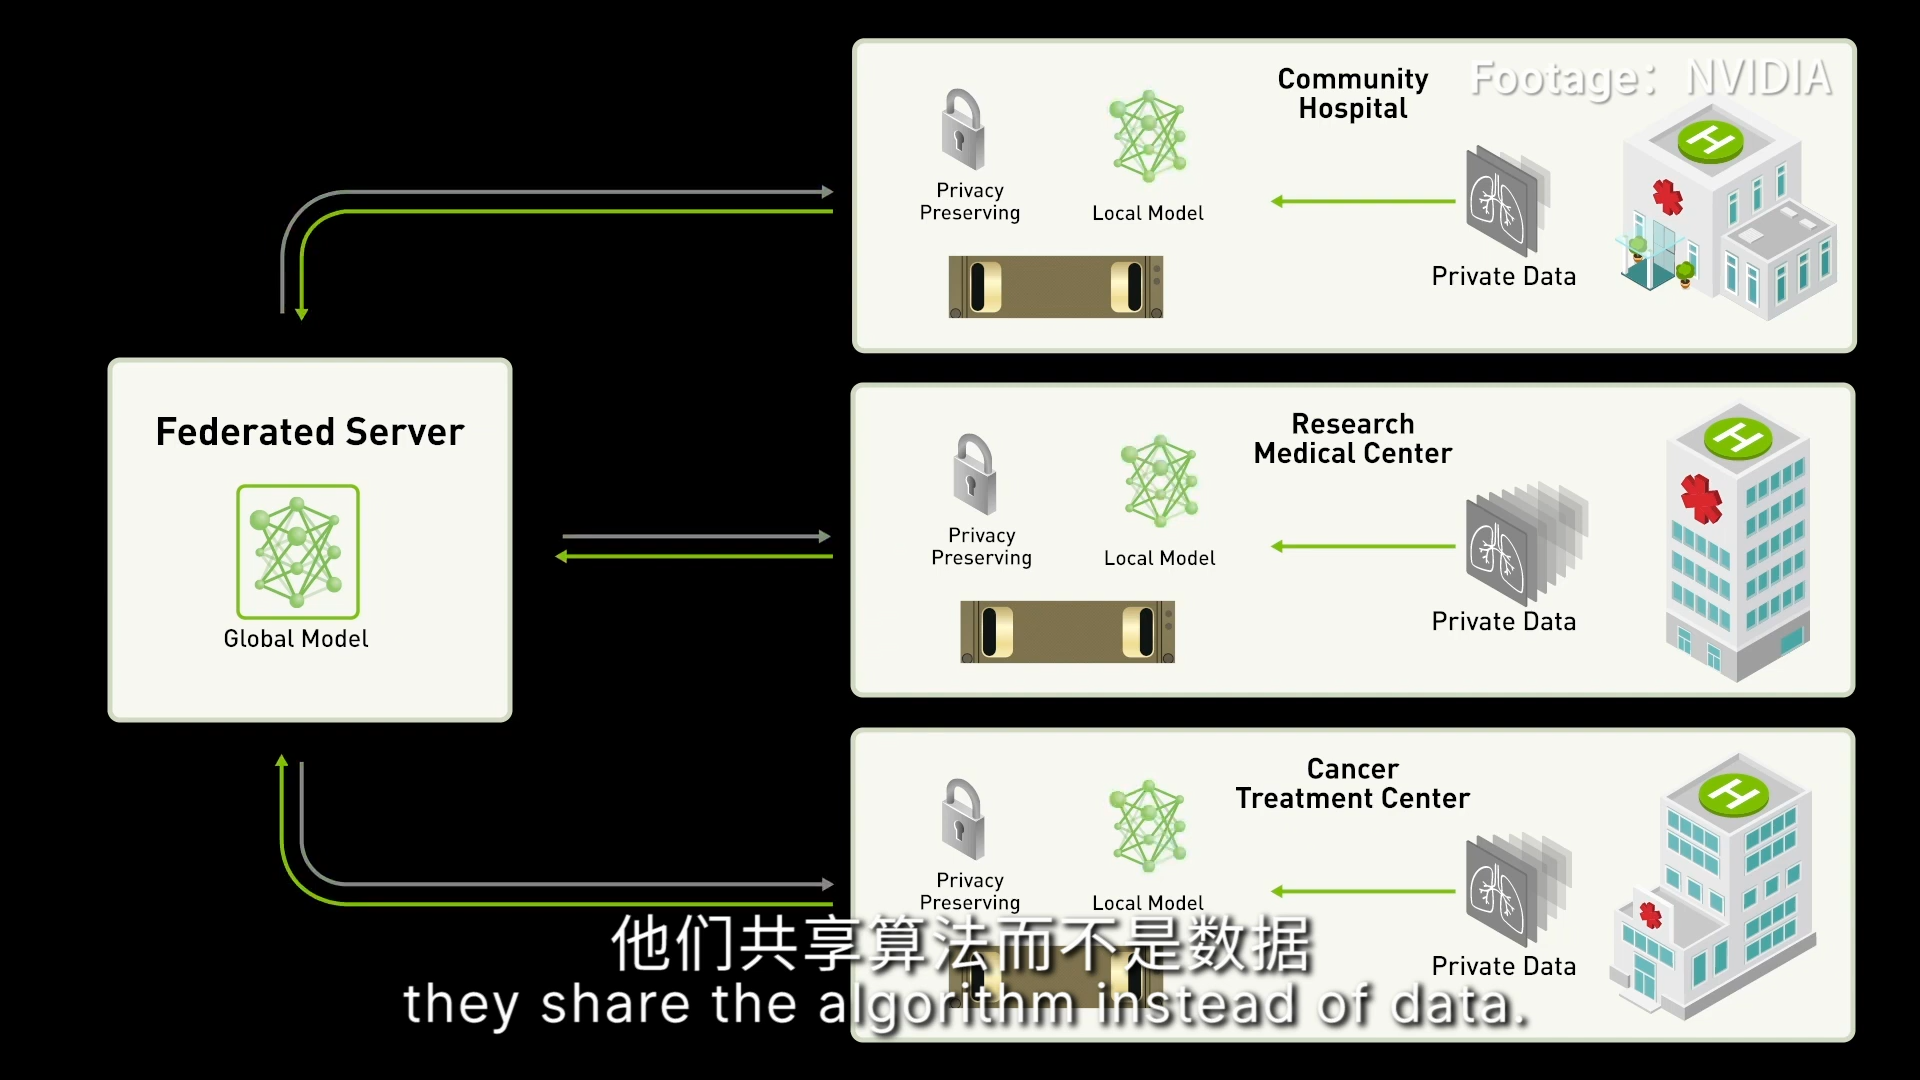 Footage：NVIDIA
Community
Hospital
Privacy
Preserving
Local Model
Private Data
Federated Server
Global Model
Research
Medical Center
Privacy
Preserving
Local Model
Private Data
Cancer
Treatment Center
Privacy
Preserving
Local Model
Private Data
他们共享算法而不是数据
they share the algorithm instead of data.